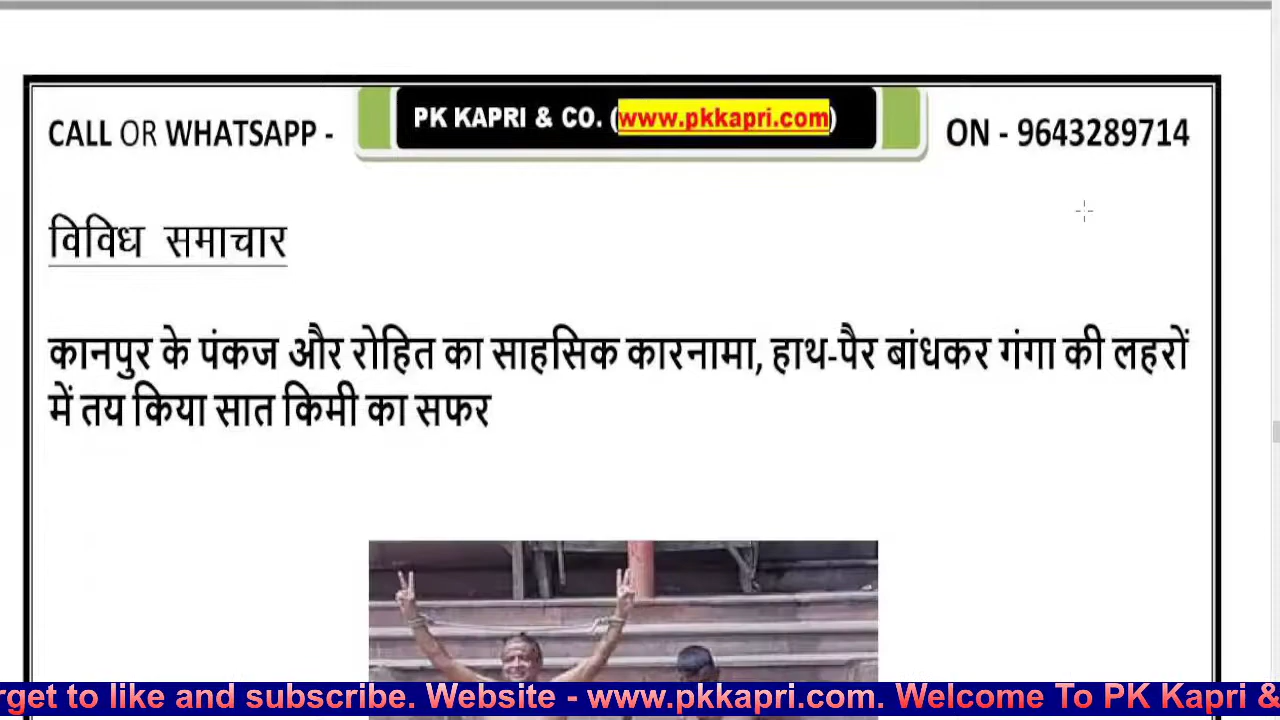 CALL OR WHATSAPP - PK KAPRI & CO. (www.pkkapri.com) ON - 9643289714
विविध समाचार
कानपुर के पंकज और रोहित का साहसिक कारनामा, हाथ-पैर बांधकर गंगा की लहरों
में तय किया सात किमी का सफर
rget to like and subscribe. Website - www.pkkapri.com. Welcome To PK Kapri &